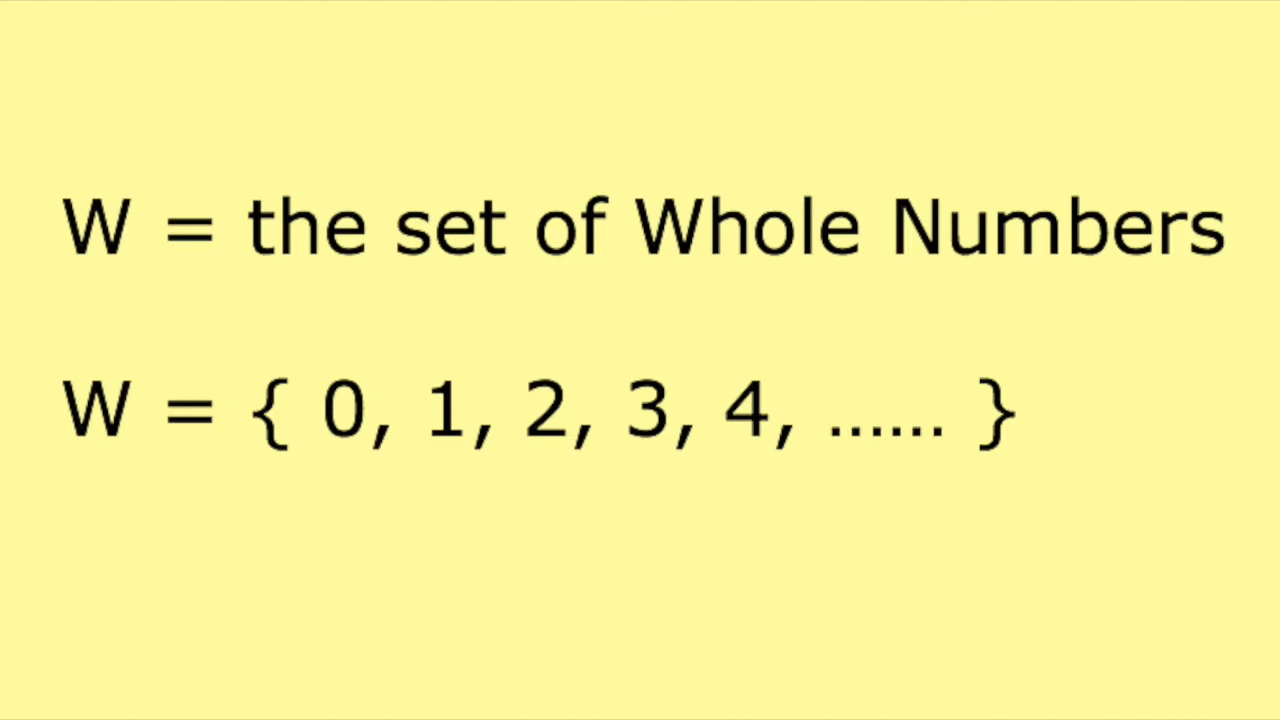 W = the set of Whole Numbers
W = { 0, 1, 2, 3, 4, ...... }